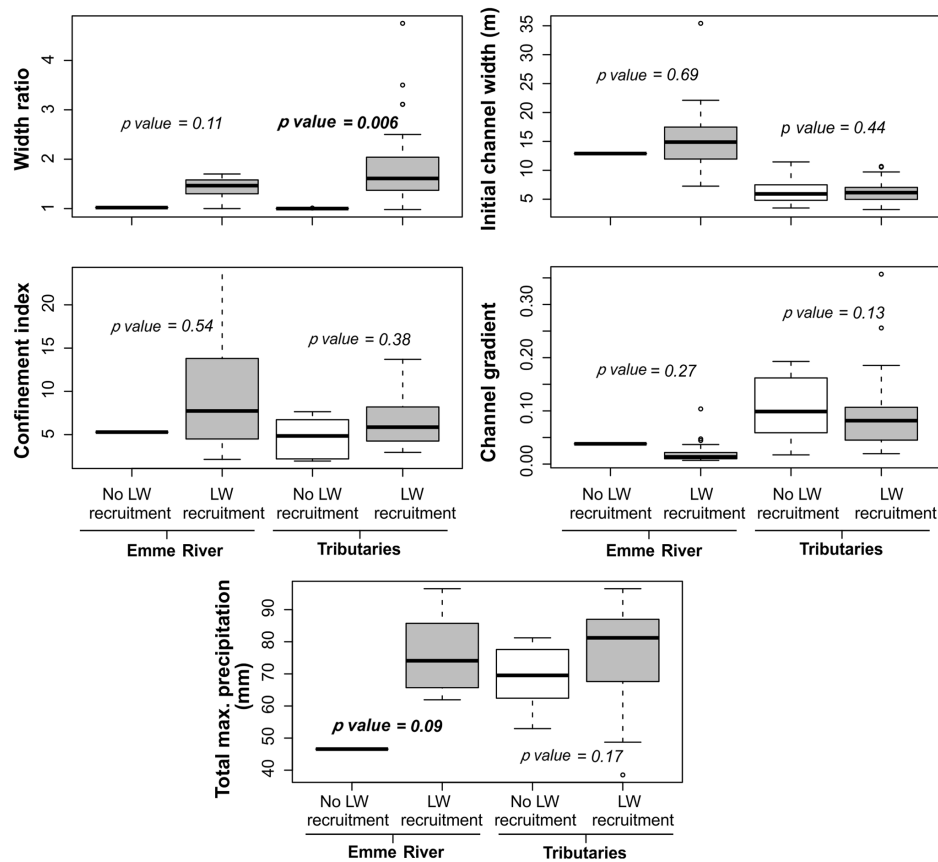 Width ratio
4
3
2
1
p value = 0.11
p value = 0.006
Initial channel width (m)
35
30
25
20
15
10
5
p value = 0.69
p value = 0.44
Confinement index
20
15
10
5
p value = 0.54
p value = 0.38
No LW
recruitment
LW
recruitment
No LW
recruitment
LW
recruitment
Emme River
Tributaries
Channel gradient
0.30
0.20
0.10
0.00
p value = 0.27
p value = 0.13
No LW
recruitment
LW
recruitment
No LW
recruitment
LW
recruitment
Emme River
Tributaries
Total max. precipitation
(mm)
90
80
70
60
50
40
p value = 0.09
p value = 0.17
No LW
recruitment
LW
recruitment
No LW
recruitment
LW
recruitment
Emme River
Tributaries